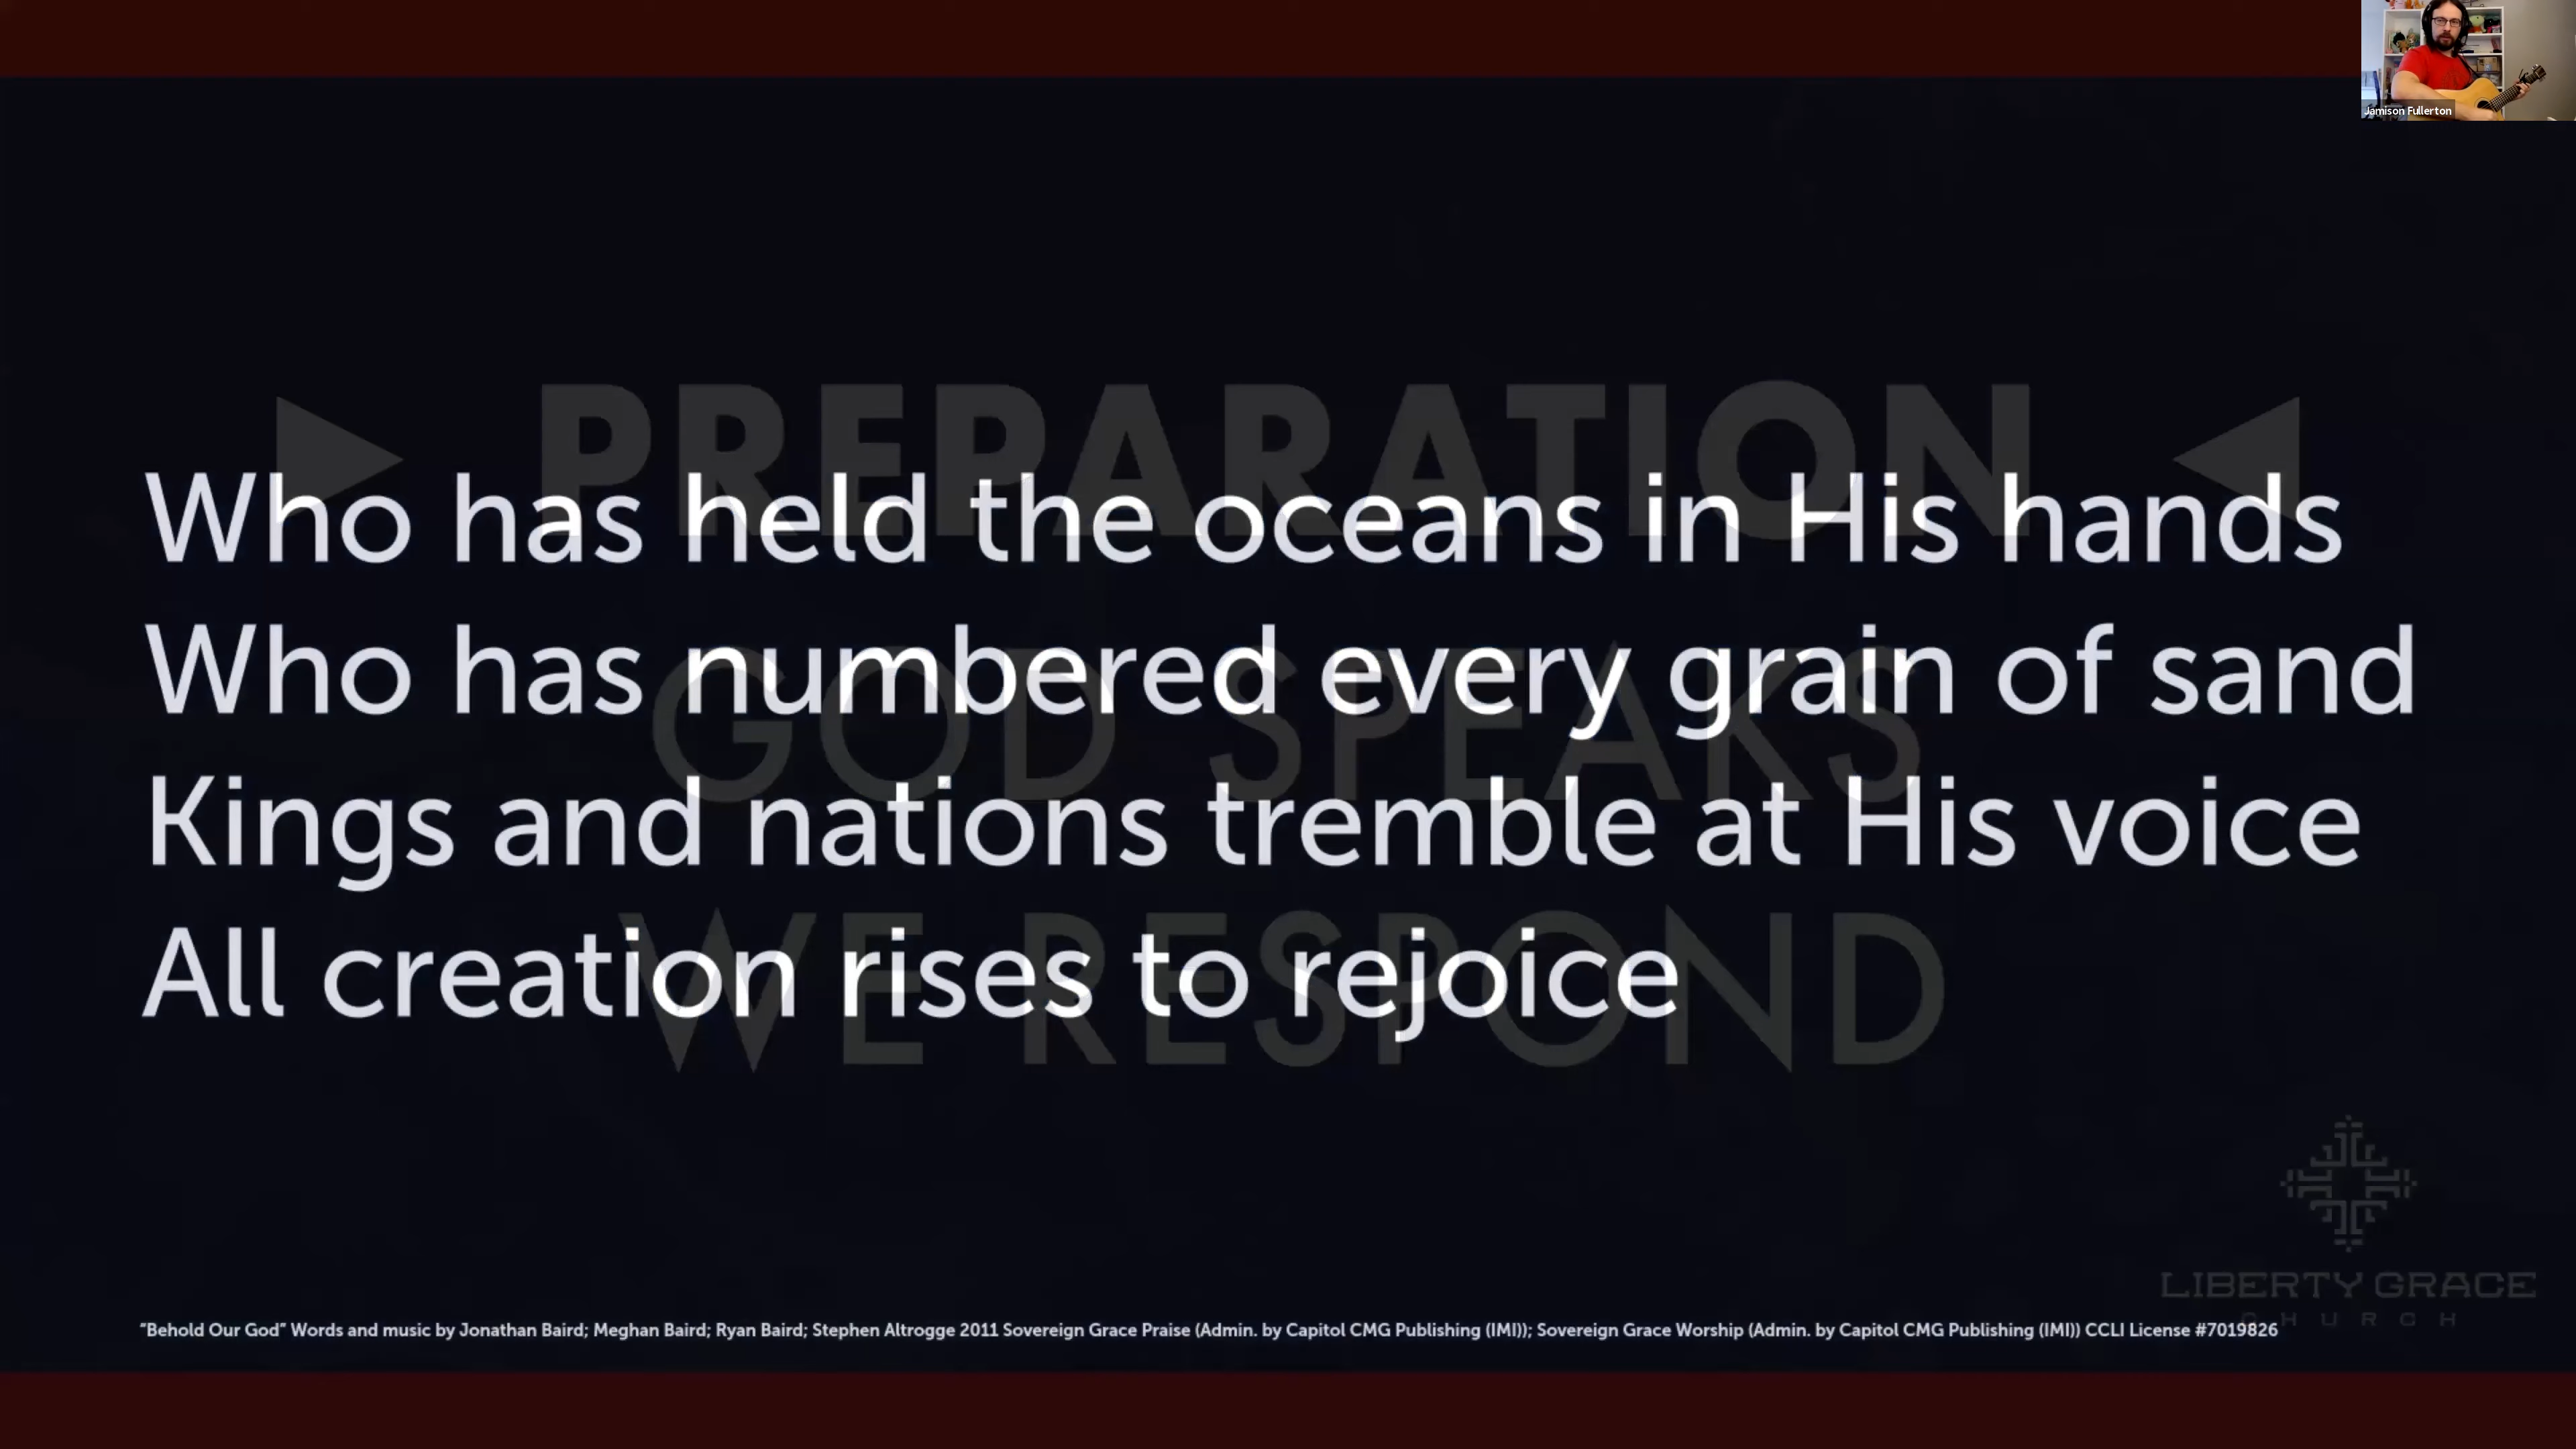 Jamison Fullerton
▶ PREPARATION ◀
Who has held the oceans in His hands
Who has numbered every grain of sand
GOD SPEAKS
Kings and nations tremble at His voice
All creation rises to rejoice
WE RESPOND
LIBERTY GRACE
CHURCH
“Behold Our God” Words and music by Jonathan Baird; Meghan Baird; Ryan Baird; Stephen Altrogge 2011 Sovereign Grace Praise (Admin. by Capitol CMG Publishing (IMI)); Sovereign Grace Worship (Admin. by Capitol CMG Publishing (IMI)) CCLI License #7019826